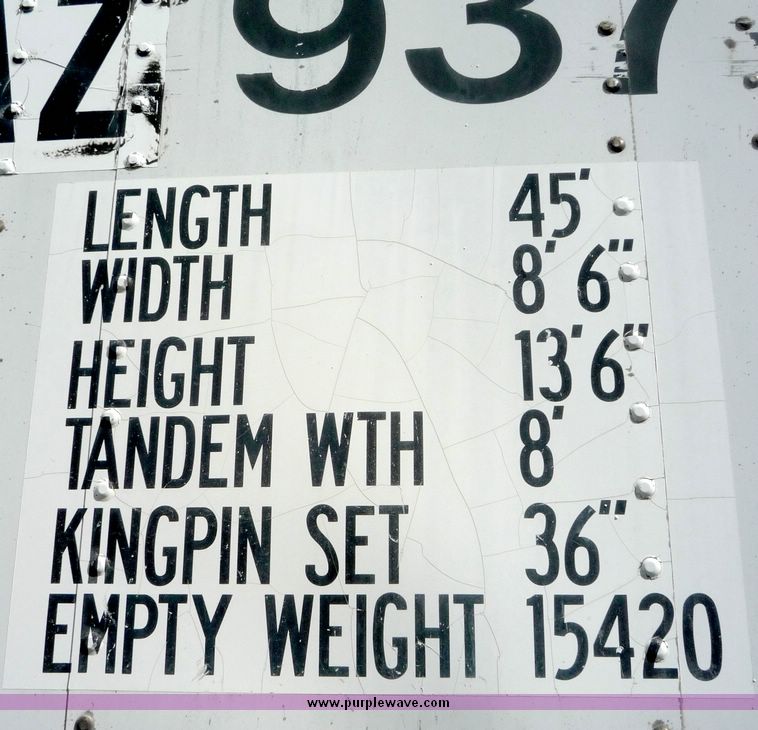 Z 937
LENGTH 45'
WIDTH 8' 6"
HEIGHT 13' 6"
TANDEM WTH 8'
KINGPIN SET 36"
EMPTY WEIGHT 15420
www.purplewave.com